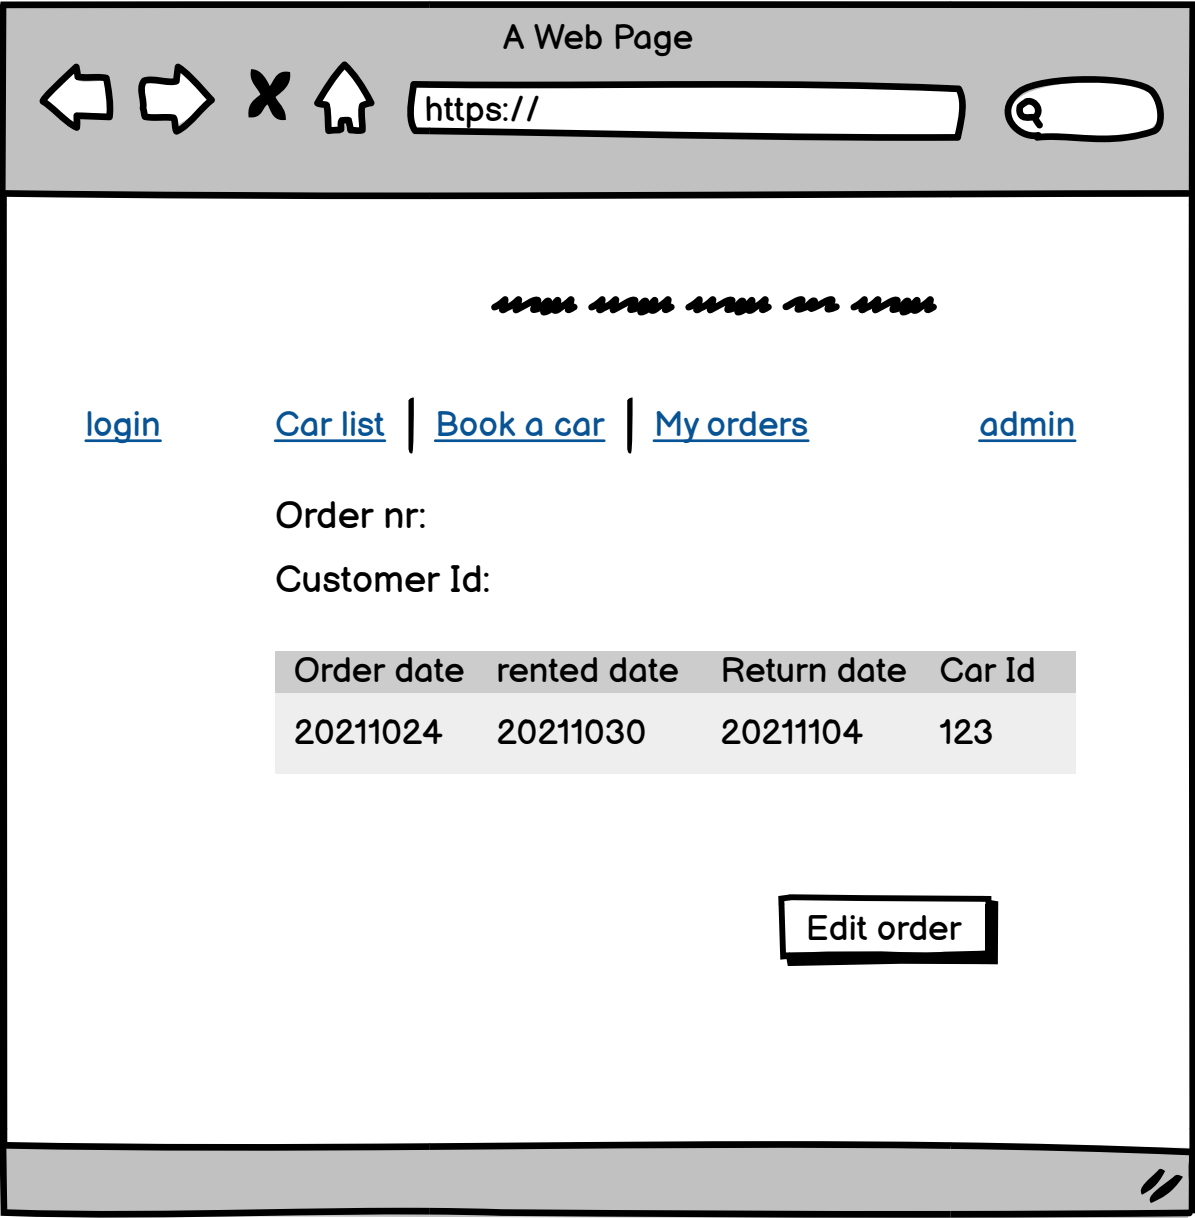 A Web Page
https://
login Car list Book a car My orders admin
Order nr:
Customer Id:
Order date rented date Return date Car Id
20211024 20211030 20211104 123
Edit order